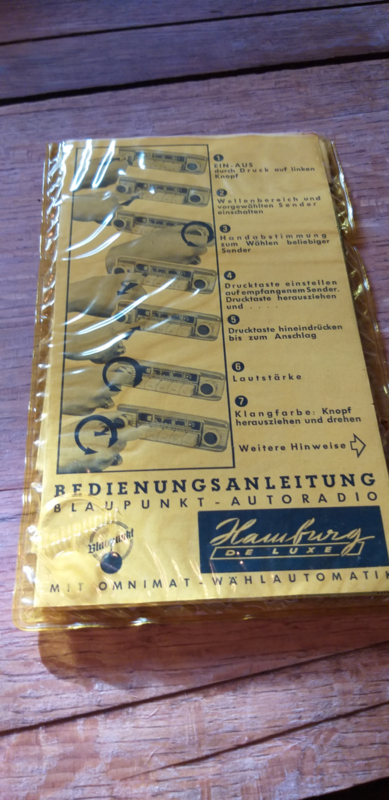 1
EIN-AUS
durch Druck auf linken
Knopf
2
Wellenbereich und
vorgewählten Sender
einschalten
3
Handabstimmung
zum Wählen beliebiger
Sender
4
Drucktaste einstellen
auf empfangenem Sender.
Drucktaste herausziehen
und . . . .
5
Drucktaste hineindrücken
bis zum Anschlag
6
Lautstärke
7
Klangfarbe: Knopf
herausziehen und drehen
Weitere Hinweise
BEDIENUNGSANLEITUNG
BLAUPUNKT-AUTORADIO
Blaupunkt
Hamburg
DE LUXE
MIT OMNIMAT-WÄHLAUTOMATIK